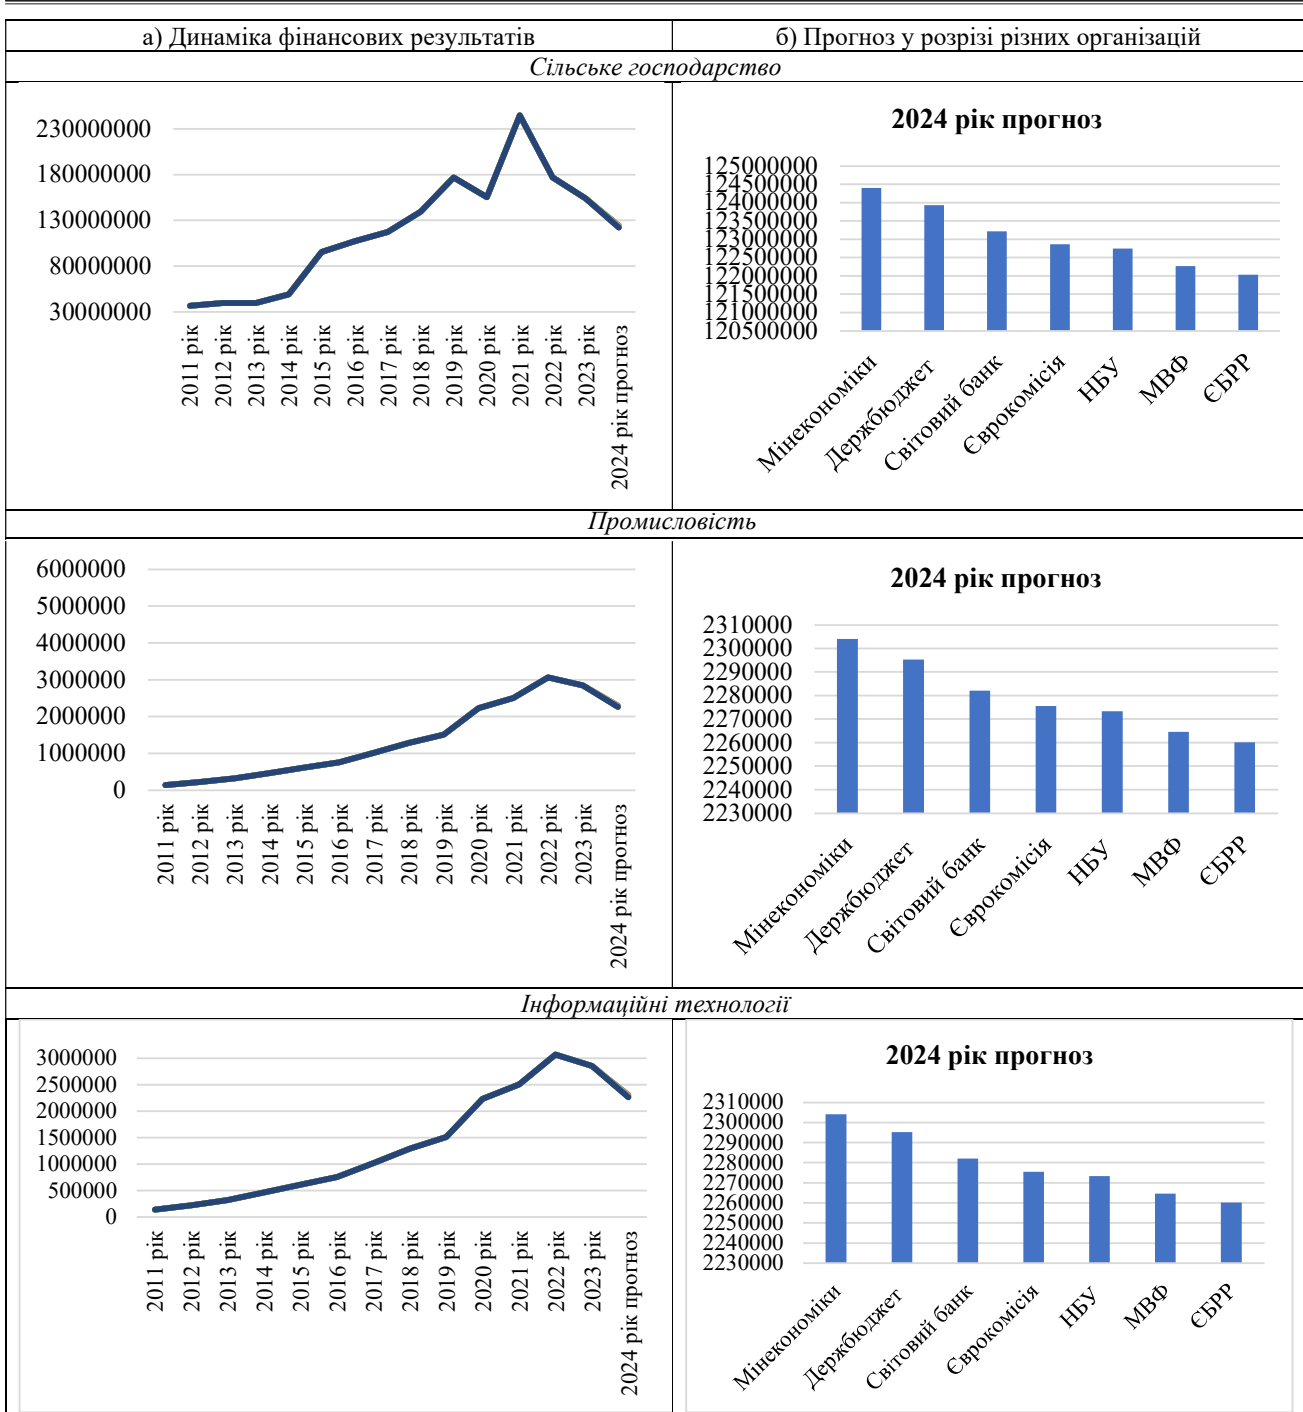 а) Динаміка фінансових результатів
б) Прогноз у розрізі різних організацій
Сільське господарство
230000000
180000000
130000000
80000000
30000000
2011 рік
2012 рік
2013 рік
2014 рік
2015 рік
2016 рік
2017 рік
2018 рік
2019 рік
2020 рік
2021 рік
2022 рік
2023 рік
2024 рік прогноз
2024 рік прогноз
125000000
124500000
124000000
123500000
123000000
122500000
122000000
121500000
121000000
120500000
Мінекономіки
Держбюджет
Світовий банк
Єврокомісія
НБУ
МВФ
ЄБРР
Промисловість
6000000
5000000
4000000
3000000
2000000
1000000
0
2011 рік
2012 рік
2013 рік
2014 рік
2015 рік
2016 рік
2017 рік
2018 рік
2019 рік
2020 рік
2021 рік
2022 рік
2023 рік
2024 рік прогноз
2024 рік прогноз
2310000
2300000
2290000
2280000
2270000
2260000
2250000
2240000
2230000
Мінекономіки
Держбюджет
Світовий банк
Єврокомісія
НБУ
МВФ
ЄБРР
Інформаційні технології
3000000
2500000
2000000
1500000
1000000
500000
0
2011 рік
2012 рік
2013 рік
2014 рік
2015 рік
2016 рік
2017 рік
2018 рік
2019 рік
2020 рік
2021 рік
2022 рік
2023 рік
2024 рік прогноз
2024 рік прогноз
2310000
2300000
2290000
2280000
2270000
2260000
2250000
2240000
2230000
Мінекономіки
Держбюджет
Світовий банк
Єврокомісія
НБУ
МВФ
ЄБРР